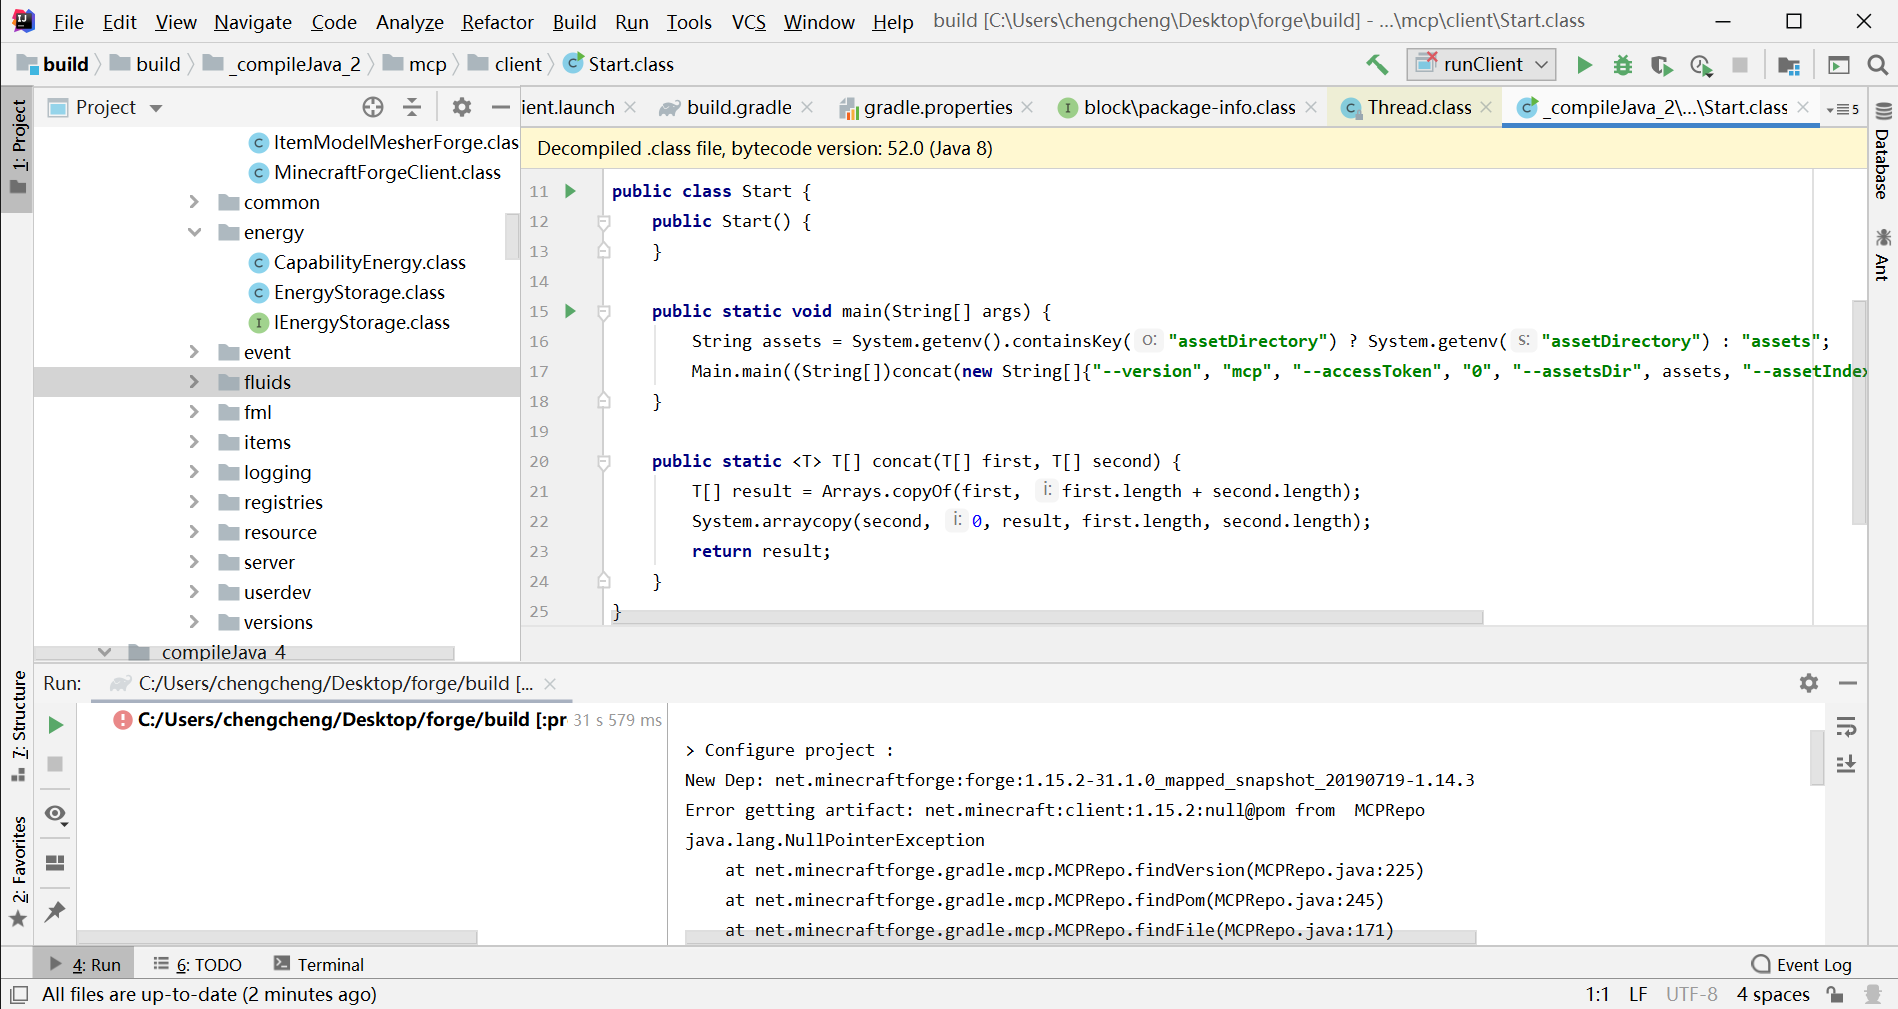 File Edit View Navigate Code Analyze Refactor Build Run Tools VCS Window Help build [C:\Users\chengcheng\Desktop\forge\build] - ...\mcp\client\Start.class
build build _compileJava_2 mcp client Start.class runClient
1: Project
Project
ient.launch build.gradle gradle.properties block\package-info.class Thread.class _compileJava_2\...\Start.class 5
Database
Ant
ItemModelMesherForge.clas
MinecraftForgeClient.class
common
energy
CapabilityEnergy.class
EnergyStorage.class
IEnergyStorage.class
event
fluids
fml
items
logging
registries
resource
server
userdev
versions
compileJava_4
Decompiled .class file, bytecode version: 52.0 (Java 8)
11 public class Start {
12 public Start() {
13 }
14
15 public static void main(String[] args) {
16 String assets = System.getenv().containsKey( o: "assetDirectory") ? System.getenv( s: "assetDirectory") : "assets";
17 Main.main((String[])concat(new String[]{"--version", "mcp", "--accessToken", "0", "--assetsDir", assets, "--assetIndex
18 }
19
20 public static <T> T[] concat(T[] first, T[] second) {
21 T[] result = Arrays.copyOf(first, i: first.length + second.length);
22 System.arraycopy(second, i: 0, result, first.length, second.length);
23 return result;
24 }
25 }
7: Structure
2: Favorites
Run: C:/Users/chengcheng/Desktop/forge/build [...
C:/Users/chengcheng/Desktop/forge/build [:pr 31 s 579 ms
> Configure project :
New Dep: net.minecraftforge:forge:1.15.2-31.1.0_mapped_snapshot_20190719-1.14.3
Error getting artifact: net.minecraft:client:1.15.2:null@pom from  MCPRepo
java.lang.NullPointerException
at net.minecraftforge.gradle.mcp.MCPRepo.findVersion(MCPRepo.java:225)
at net.minecraftforge.gradle.mcp.MCPRepo.findPom(MCPRepo.java:245)
at net.minecraftforge.gradle.mcp.MCPRepo.findFile(MCPRepo.java:171)
4: Run 6: TODO Terminal Event Log
All files are up-to-date (2 minutes ago) 1:1 LF UTF-8 4 spaces